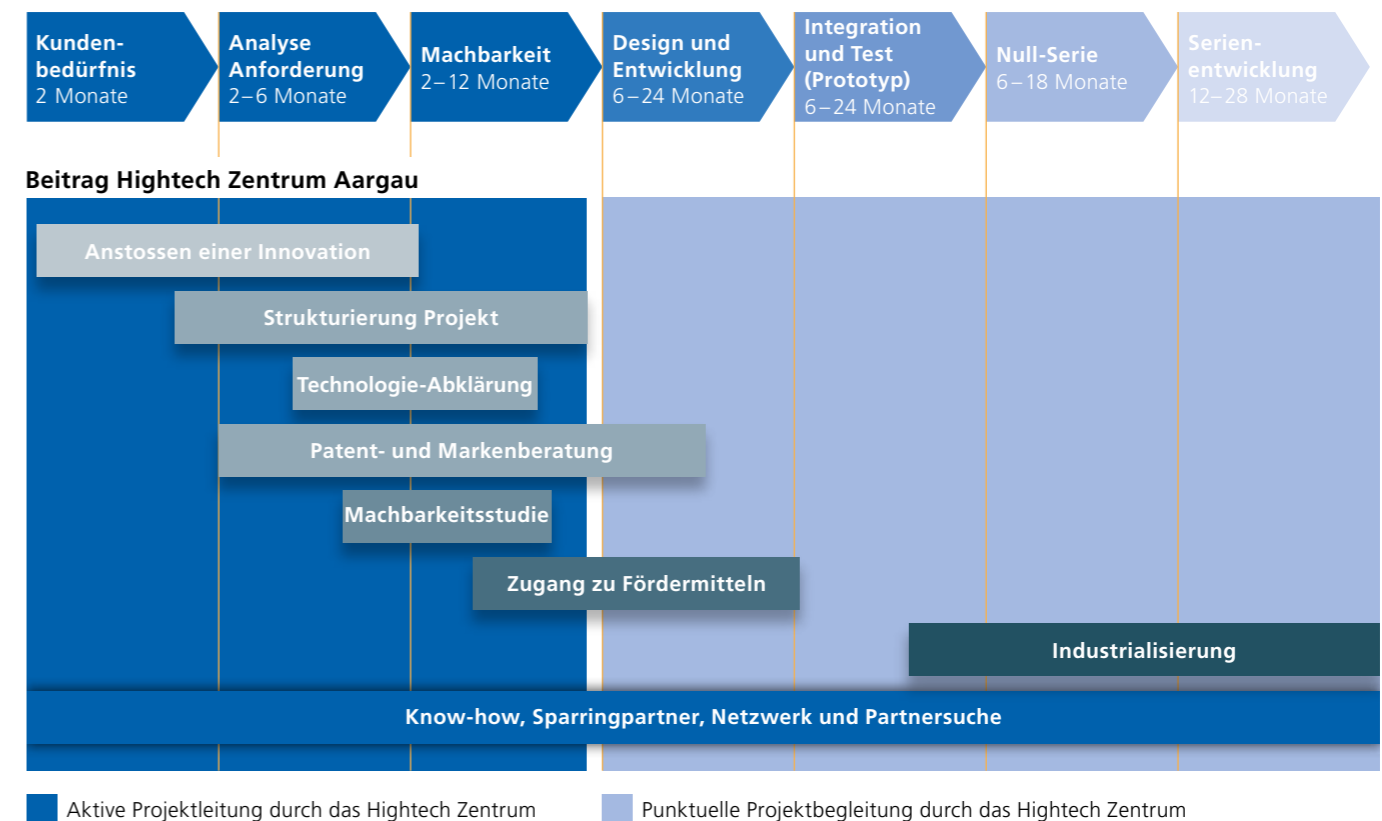 Kunden-
bedürfnis
2 Monate
Analyse
Anforderung
2–6 Monate
Machbarkeit
2–12 Monate
Design und
Entwicklung
6–24 Monate
Integration
und Test
(Prototyp)
6–24 Monate
Null-Serie
6–18 Monate
Serien-
entwicklung
12–28 Monate
Beitrag Hightech Zentrum Aargau
Anstossen einer Innovation
Strukturierung Projekt
Technologie-Abklärung
Patent- und Markenberatung
Machbarkeitsstudie
Zugang zu Fördermitteln
Industrialisierung
Know-how, Sparringpartner, Netzwerk und Partnersuche
Aktive Projektleitung durch das Hightech Zentrum
Punktuelle Projektbegleitung durch das Hightech Zentrum